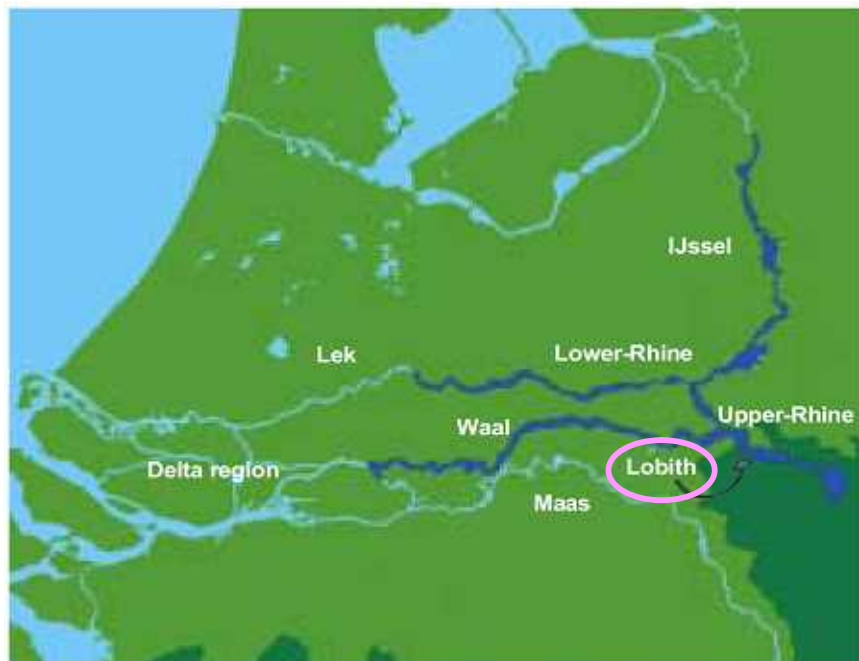 IJssel
Lek
Lower-Rhine
Upper-Rhine
Waal
Delta region
Lobith
Maas